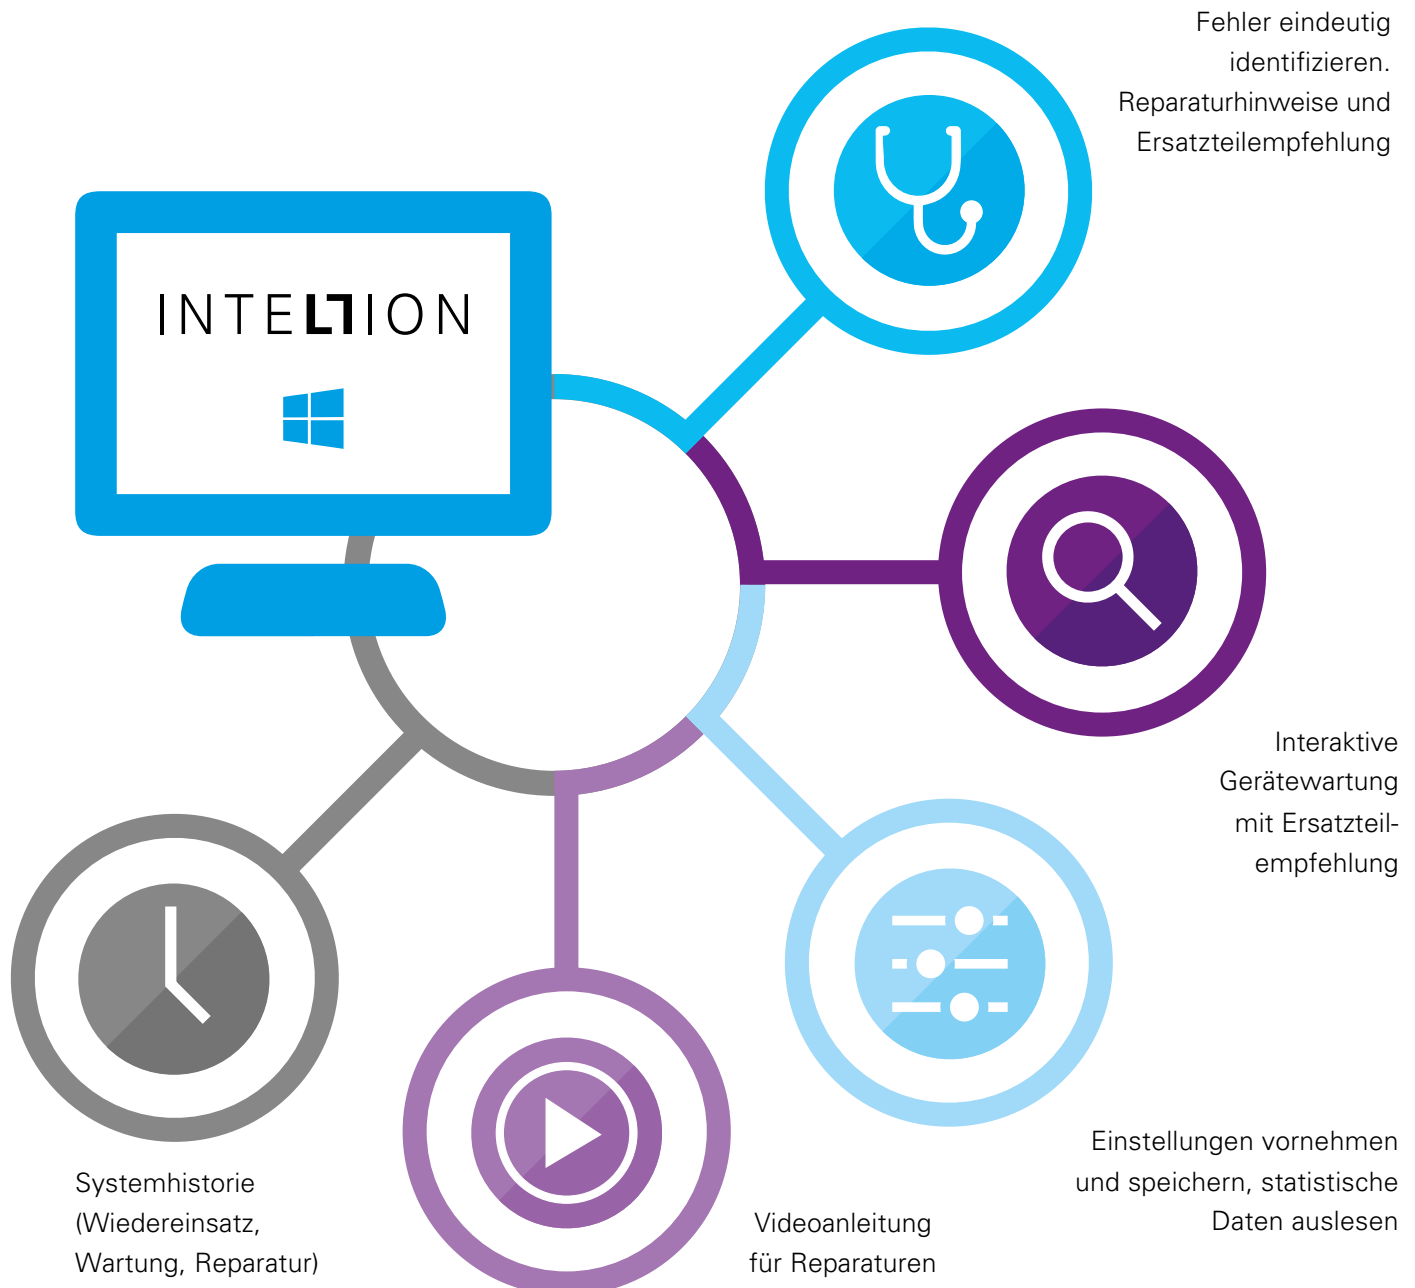 Fehler eindeutig
identifizieren.
Reparaturhinweise und
Ersatzteilempfehlung
INTELLION
Interaktive
Gerätewartung
mit Ersatzteil-
empfehlung
Einstellungen vornehmen
und speichern, statistische
Daten auslesen
Videoanleitung
für Reparaturen
Systemhistorie
(Wiedereinsatz,
Wartung, Reparatur)